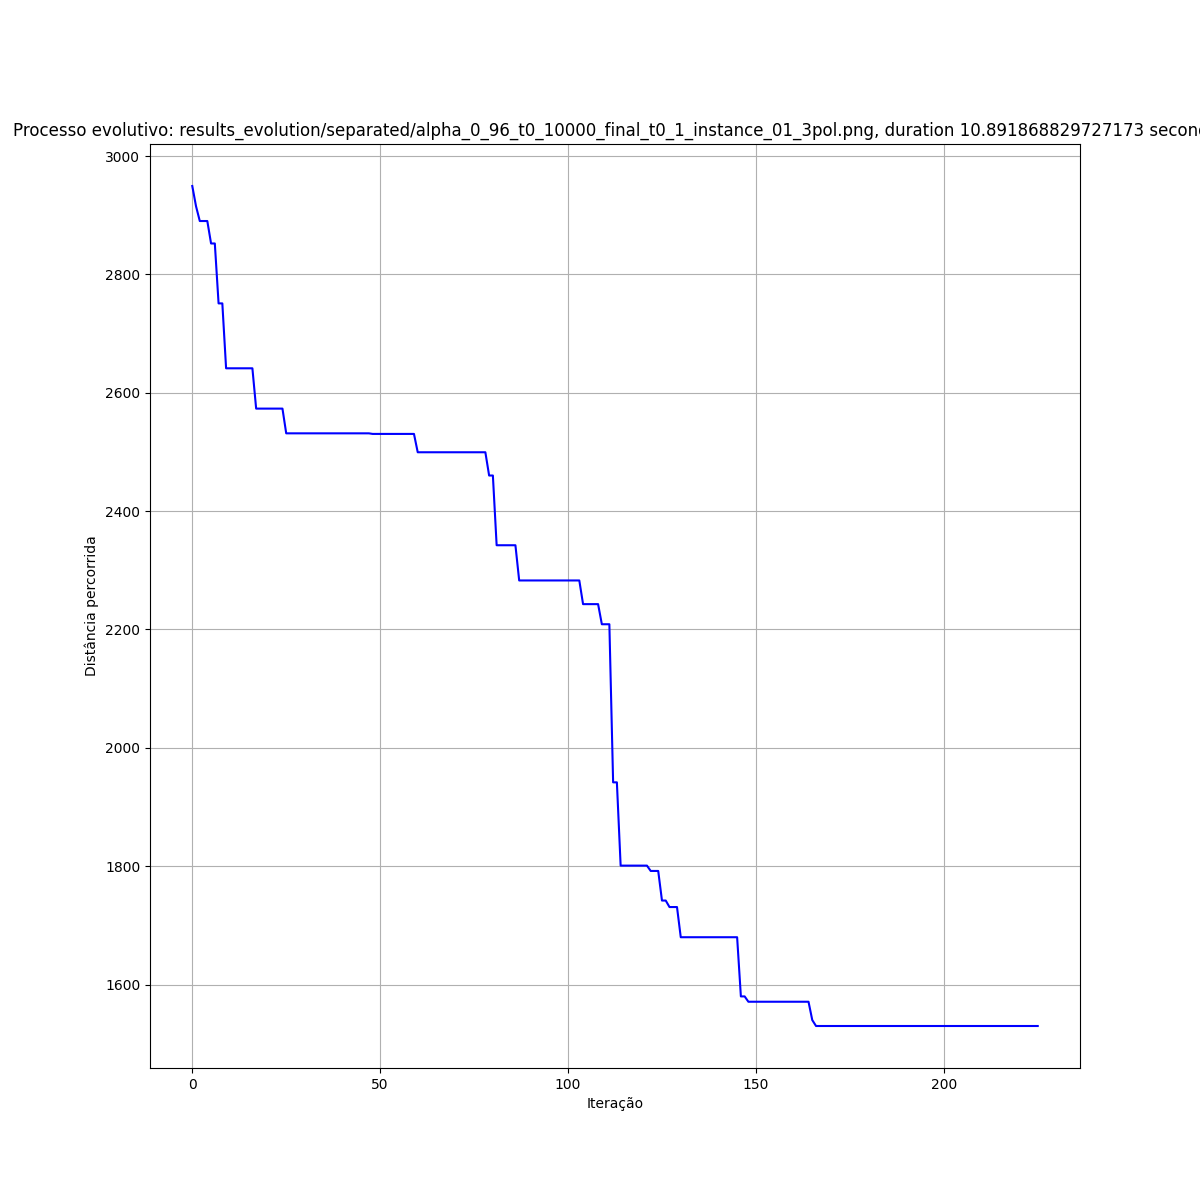 Processo evolutivo: results_evolution/separated/alpha_0_96_t0_10000_final_t0_1_instance_01_3pol.png, duration 10.891868829727173 secon
3000
2800
2600
2400
2200
2000
1800
1600
Distância percorrida
0 50 100 150 200
Iteração